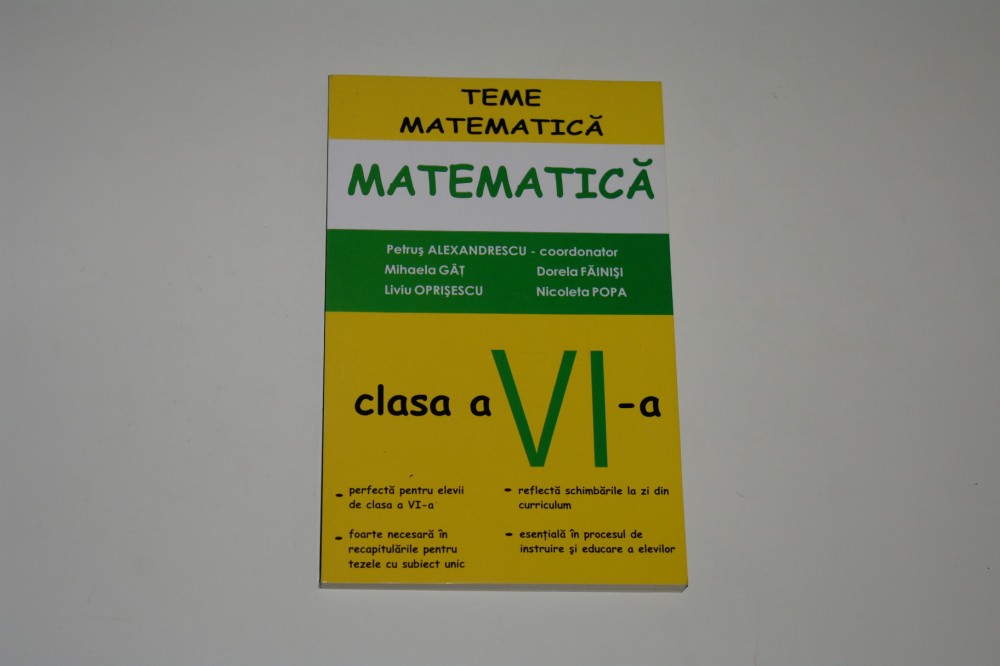 TEME
MATEMATICĂ
MATEMATICĂ
Petruş ALEXANDRESCU - coordonator
Mihaela GÂŢ Dorela FĂINIŞI
Liviu OPRIŞESCU Nicoleta POPA
clasa a VI-a
- perfectă pentru elevii
de clasa a VI-a
- foarte necesară în
recapitulările pentru
tezele cu subiect unic
- reflectă schimbările la zi din
curriculum
- esenţială în procesul de
instruire şi educare a elevilor